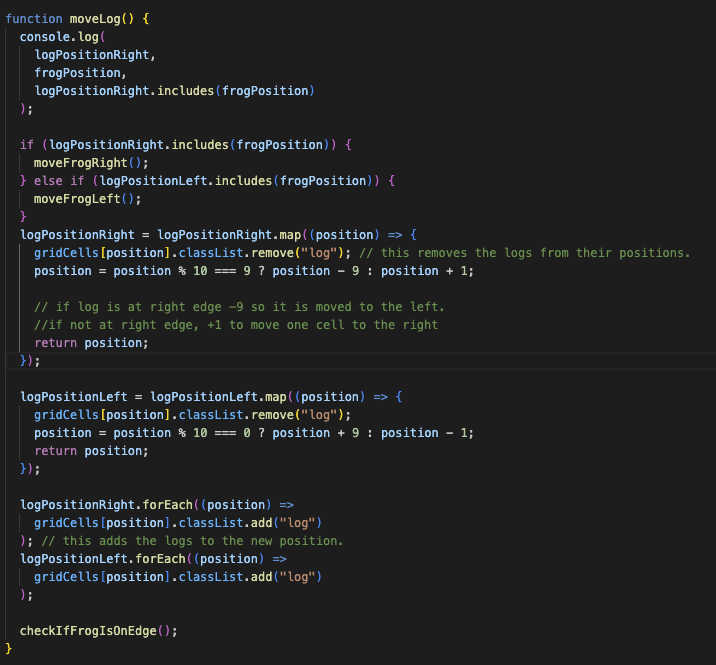 function moveLog() {
  console.log(
    logPositionRight,
    frogPosition,
    logPositionRight.includes(frogPosition)
  );

  if (logPositionRight.includes(frogPosition)) {
    moveFrogRight();
  } else if (logPositionLeft.includes(frogPosition)) {
    moveFrogLeft();
  }
  logPositionRight = logPositionRight.map((position) => {
    gridCells[position].classList.remove("log"); // this removes the logs from their positions.
    position = position % 10 === 9 ? position - 9 : position + 1;

    // if log is at right edge -9 so it is moved to the left.
    //if not at right edge, +1 to move one cell to the right
    return position;
  });

  logPositionLeft = logPositionLeft.map((position) => {
    gridCells[position].classList.remove("log");
    position = position % 10 === 0 ? position + 9 : position - 1;
    return position;
  });

  logPositionRight.forEach((position) =>
    gridCells[position].classList.add("log")
  ); // this adds the logs to the new position.
  logPositionLeft.forEach((position) =>
    gridCells[position].classList.add("log")
  );

  checkIfFrogIsOnEdge();
}